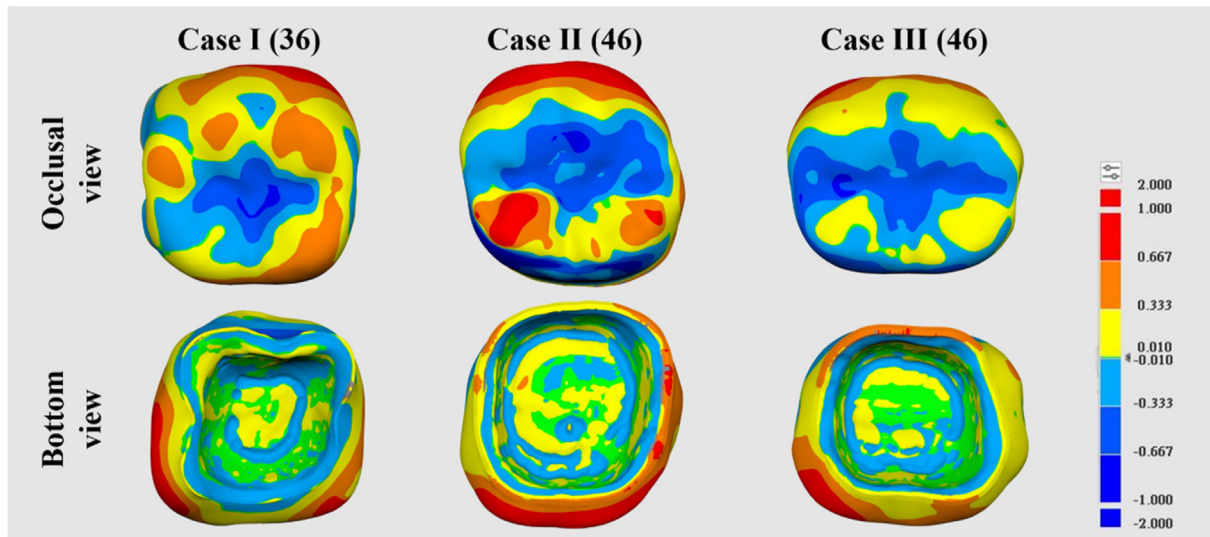 Case I (36)
Case II (46)
Case III (46)
Occlusal
view
Bottom
view
2.000
1.000
0.667
0.333
0.010
-0.010
-0.333
-0.667
-1.000
-2.000